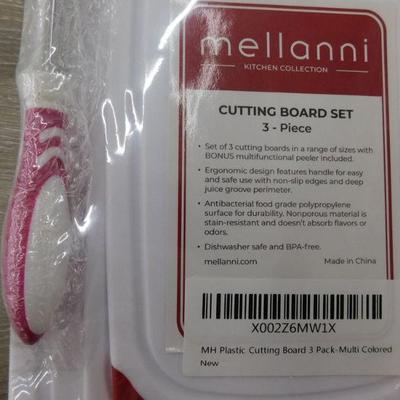 mellanni
KITCHEN COLLECTION
CUTTING BOARD SET
3 - Piece
• Set of 3 cutting boards in a range of sizes with
BONUS multifunctional peeler included.
• Ergonomic design features handle for easy
and safe use with non-slip edges and deep
juice groove perimeter.
• Antibacterial food grade polypropylene
surface for durability. Nonporous material is
stain-resistant and doesn't absorb flavors or
odors.
• Dishwasher safe and BPA-free.
mellanni.com Made in China
X002Z6MW1X
MH Plastic Cutting Board 3 Pack-Multi Colored
New